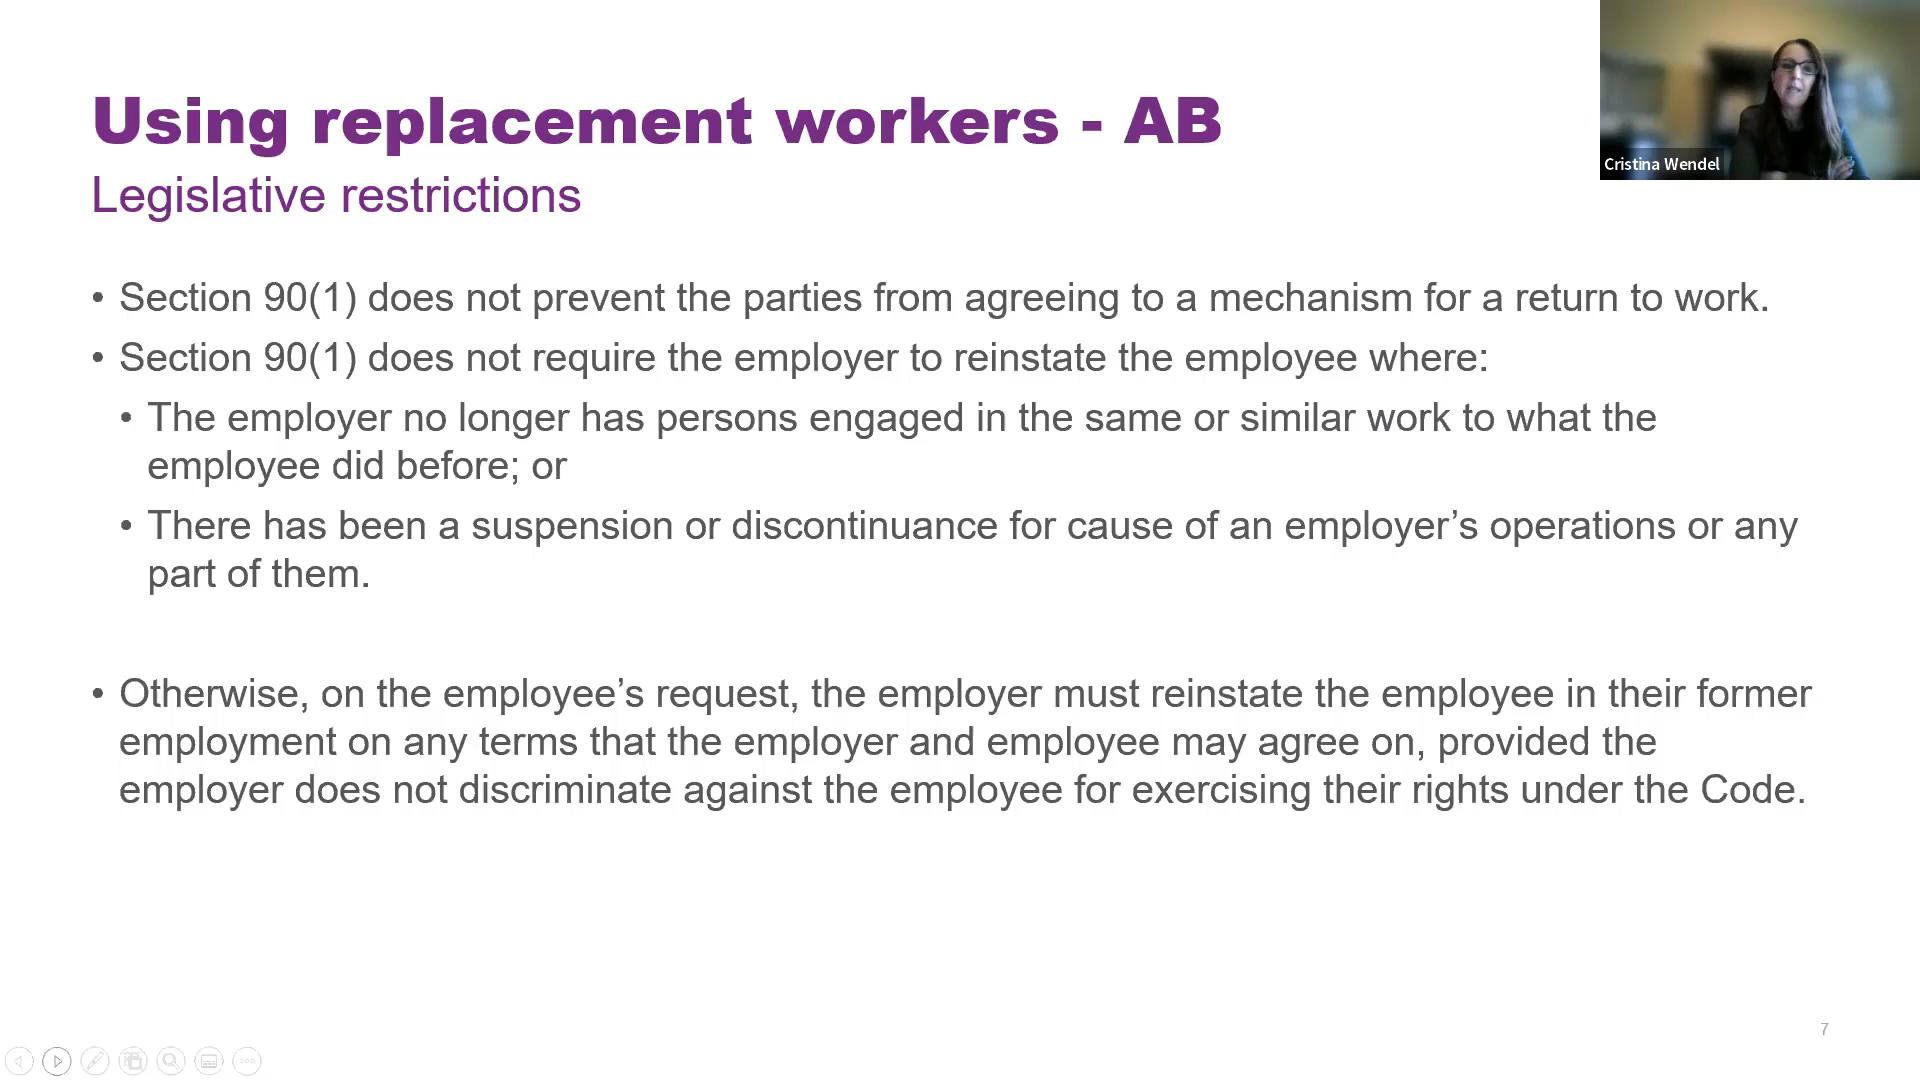 Using replacement workers - AB
Legislative restrictions
Cristina Wendel
• Section 90(1) does not prevent the parties from agreeing to a mechanism for a return to work.
• Section 90(1) does not require the employer to reinstate the employee where:
• The employer no longer has persons engaged in the same or similar work to what the
employee did before; or
• There has been a suspension or discontinuance for cause of an employer’s operations or any
part of them.
• Otherwise, on the employee’s request, the employer must reinstate the employee in their former
employment on any terms that the employer and employee may agree on, provided the
employer does not discriminate against the employee for exercising their rights under the Code.
7